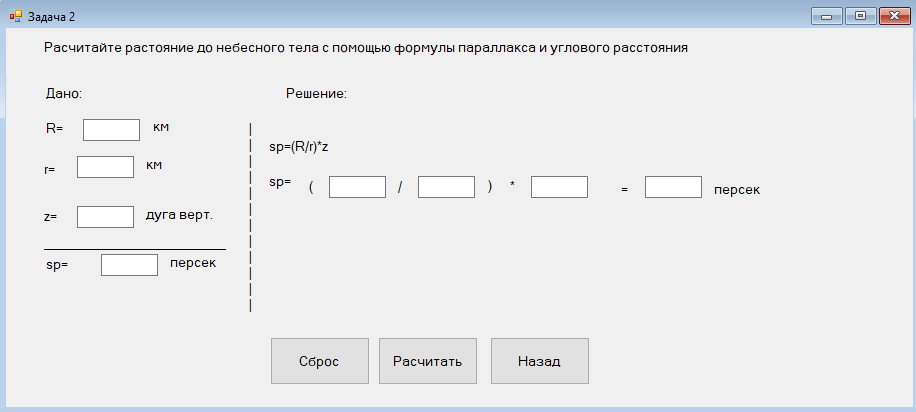 Задача 2
Расчитайте растояние до небесного тела с помощью формулы параллакса и углового расстояния
Дано:
Решение:
R= км
r= км
z= дуга верт.
sp= персек
sp=(R/r)*z
sp= ( / ) * = персек
Сброс
Расчитать
Назад